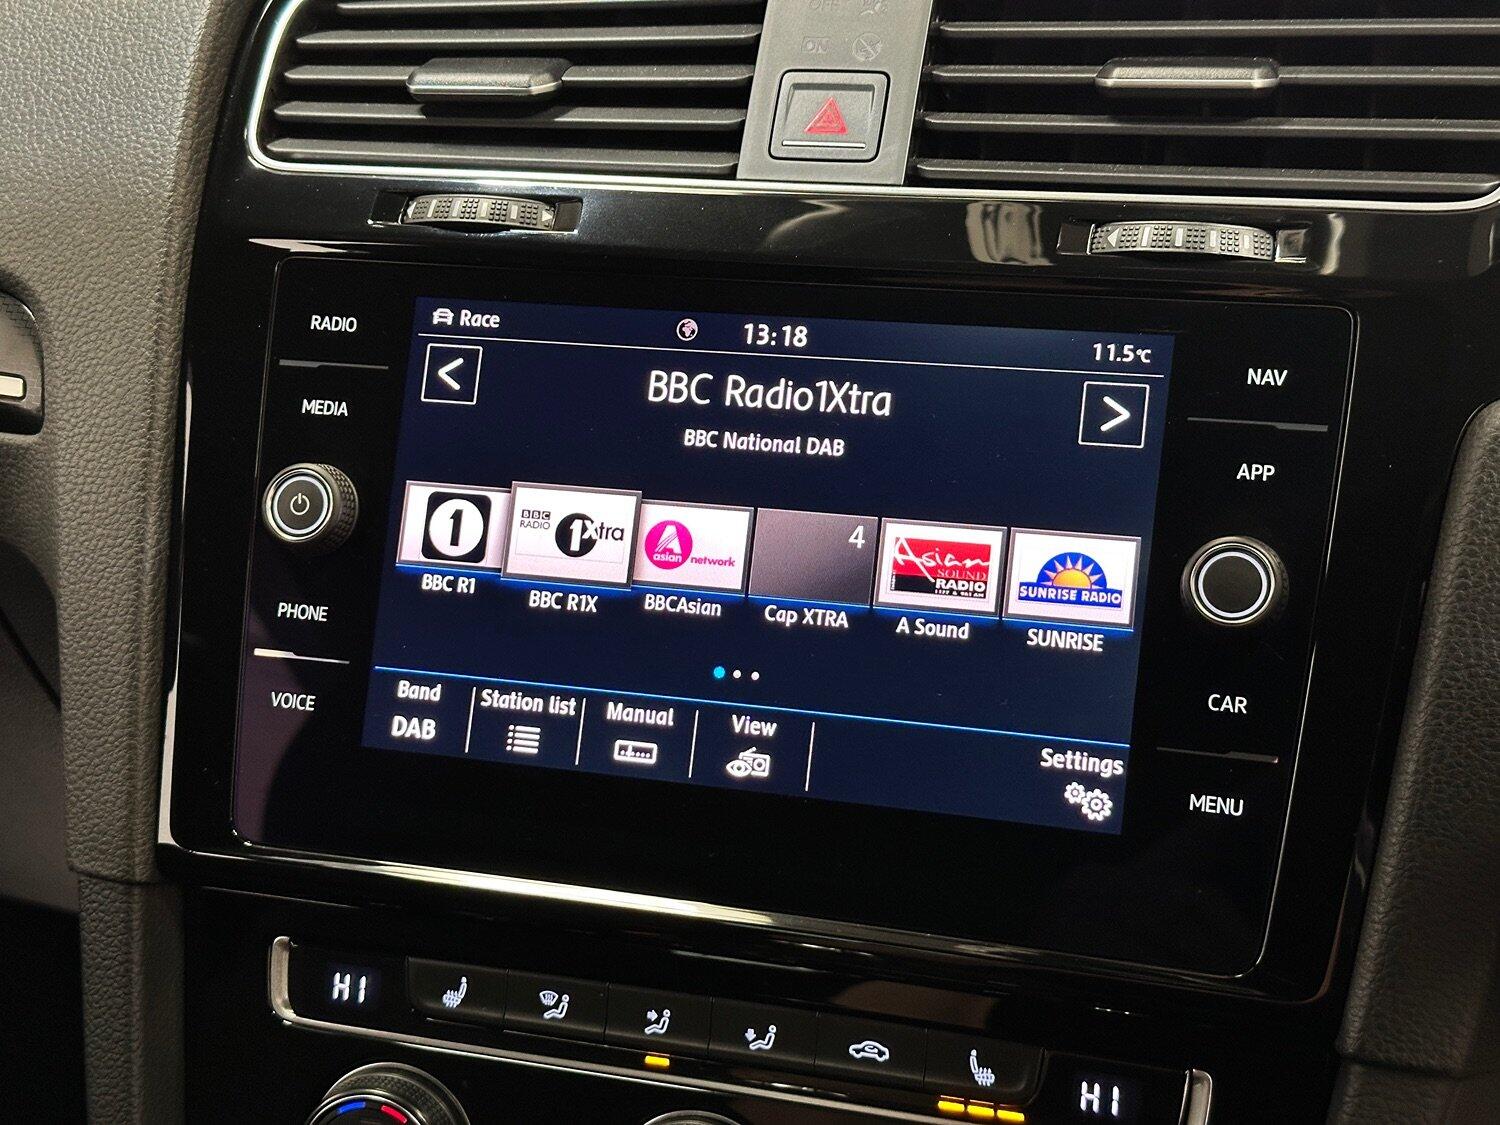 OFF
ON
RADIO
MEDIA
PHONE
VOICE
Race
13:18
11.5°C
BBC Radio1Xtra
BBC National DAB
1
BBC RADIO 1Xtra
A asian network
4
Asian SOUND RADIO
SUNRISE RADIO
BBC R1
BBC R1X
BBCAsian
Cap XTRA
A Sound
SUNRISE
Band
DAB
Station list
Manual
View
Settings
NAV
APP
CAR
MENU
HI
HI